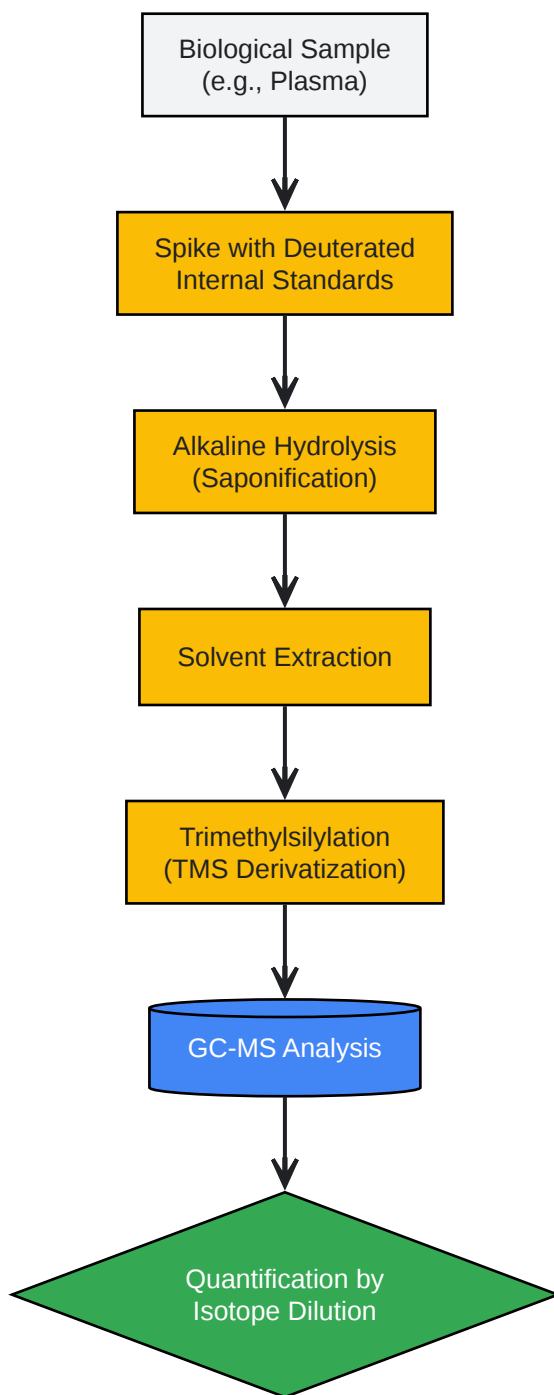 Biological Sample
(e.g., Plasma)
Spike with Deuterated
Internal Standards
Alkaline Hydrolysis
(Saponification)
Solvent Extraction
Trimethylsilylation
(TMS Derivatization)
GC-MS Analysis
Quantification by
Isotope Dilution